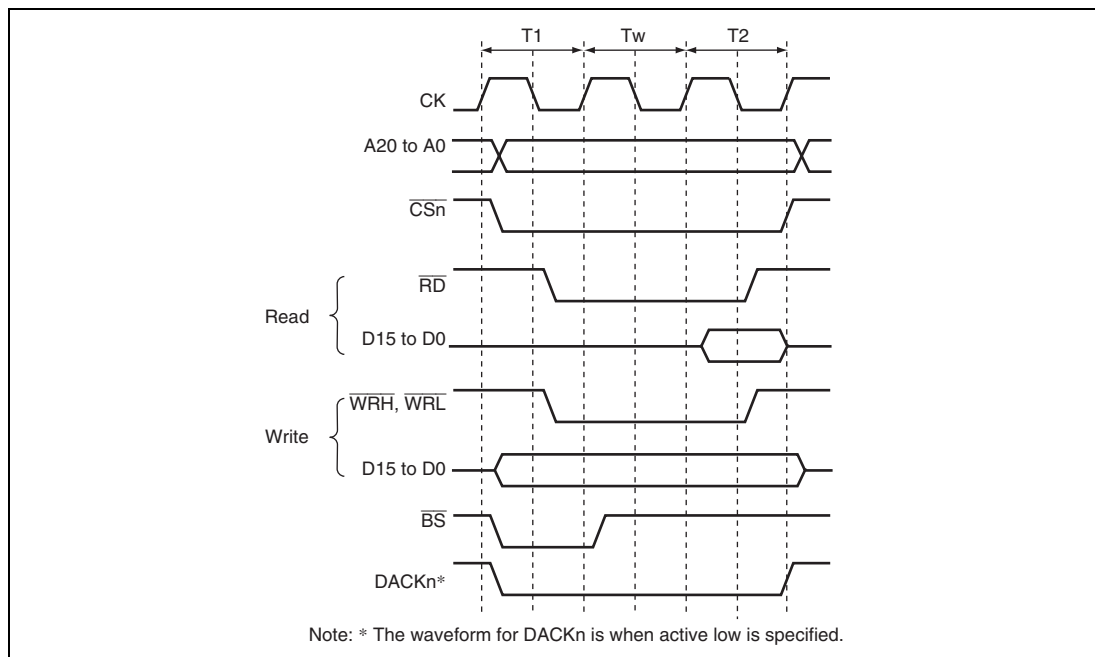 T1 Tw T2
CK
A20 to A0
CSn
RD
Read
D15 to D0
WRH, WRL
Write
D15 to D0
BS
DACKn*
Note: * The waveform for DACKn is when active low is specified.